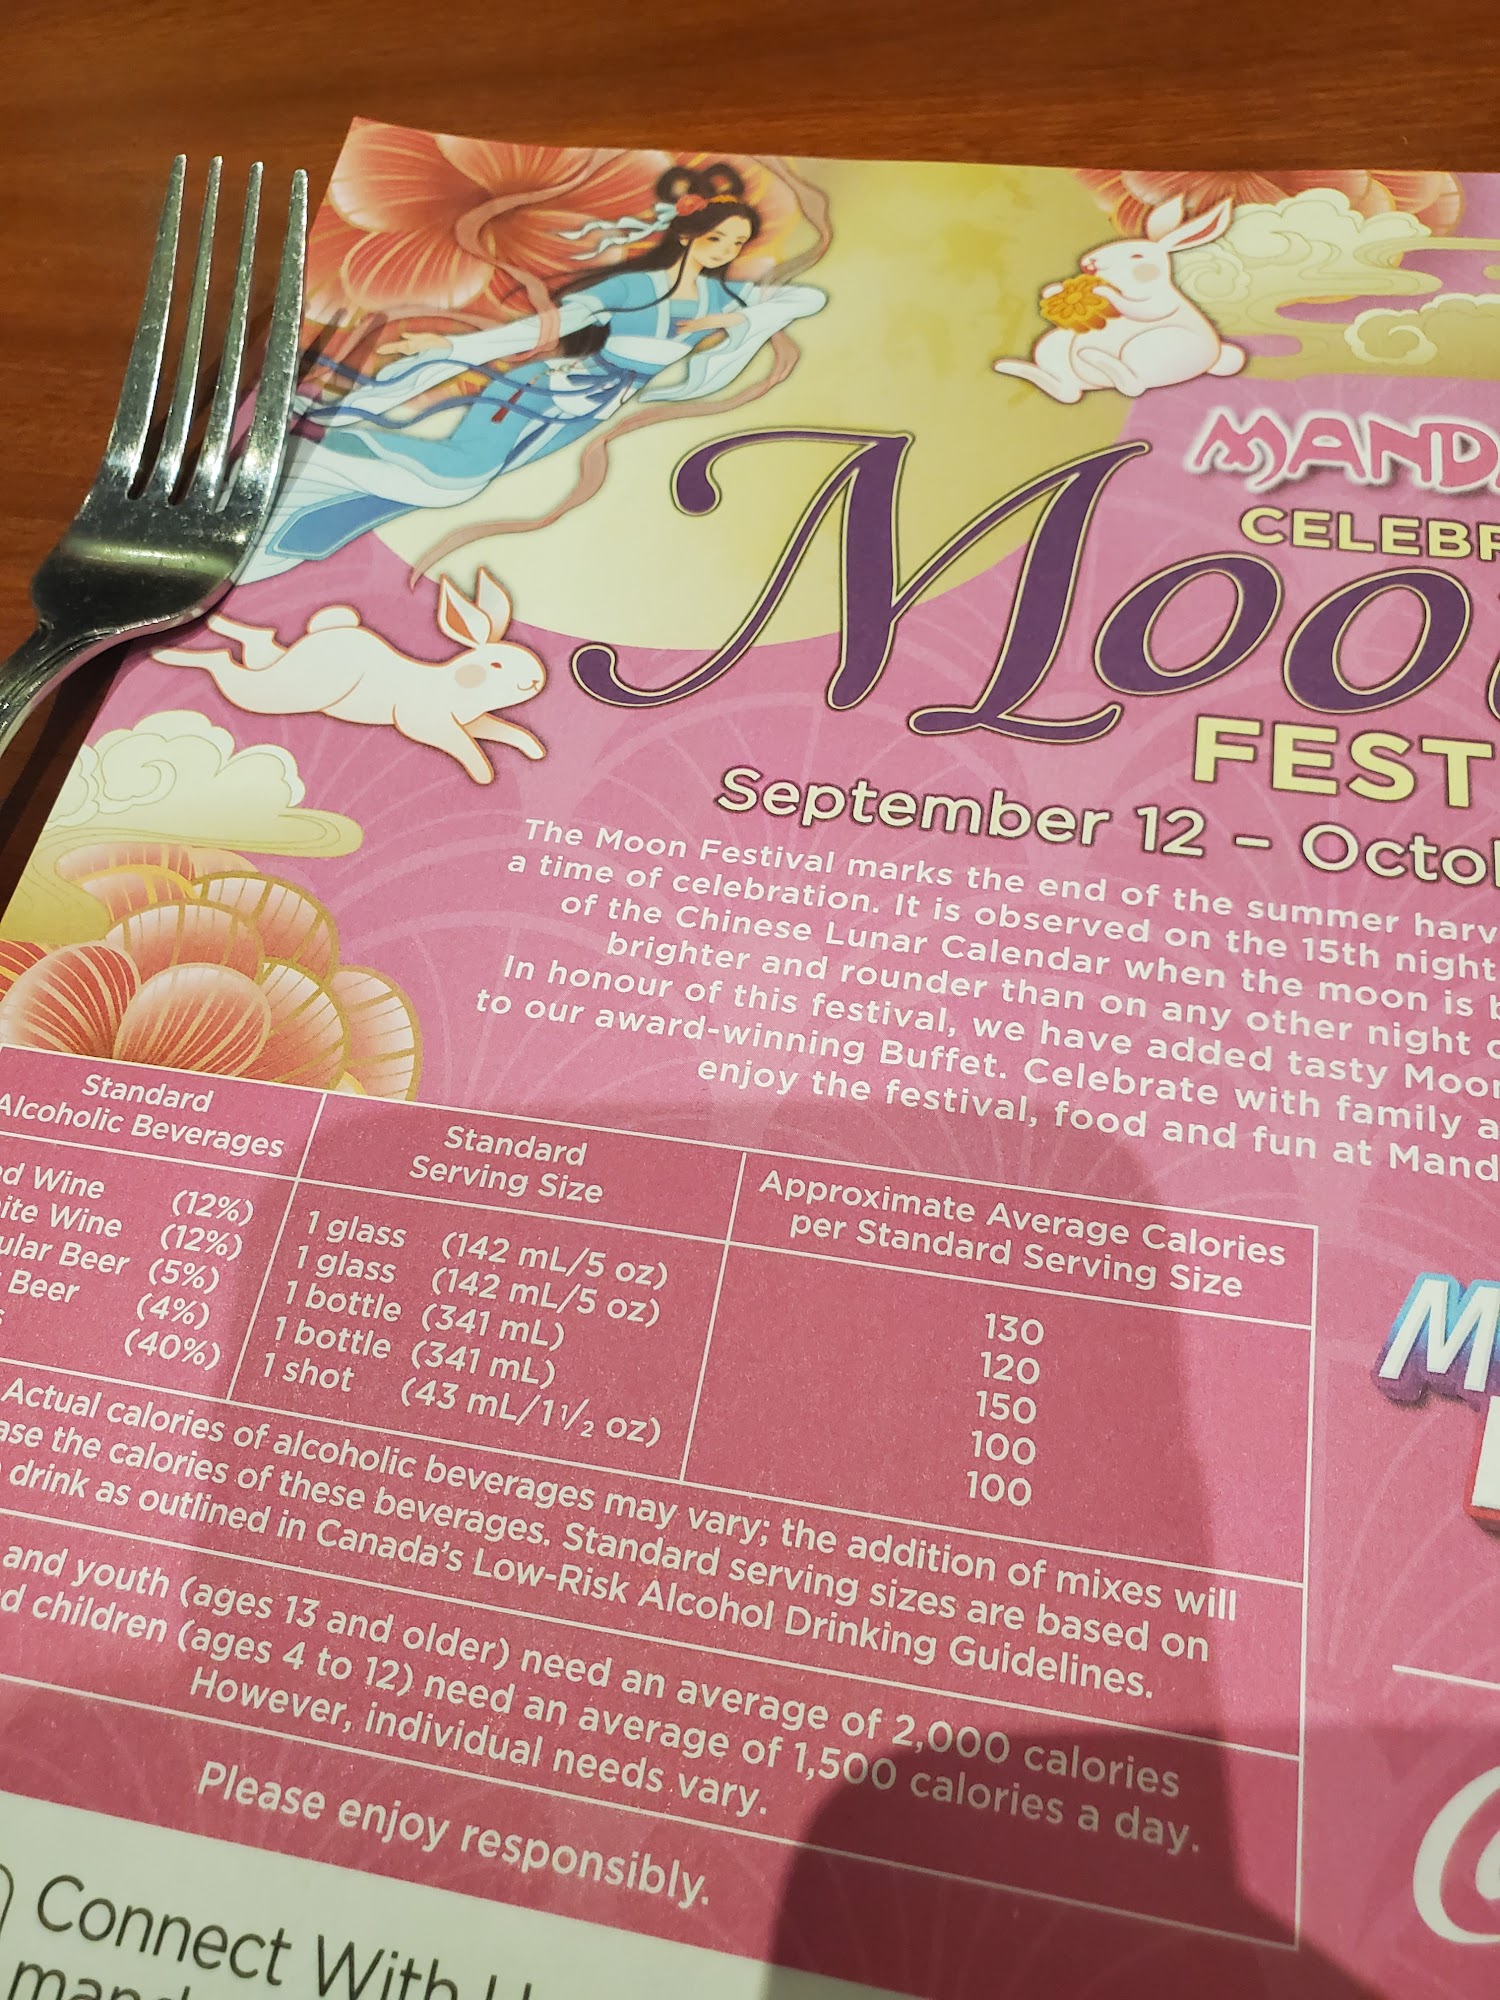 CELEBR
Moo
FEST
September 12 –
The Moon Festival marks the end of the summer
a time of celebration. It is observed on the 15th night
of the Chinese Lunar Calendar when the moon is
brighter and rounder than on any other night
In honour of this festival, we have added tasty Moon
to our award-winning Buffet. Celebrate with family
enjoy the festival, food and fun at
Standard Standard Approximate Average Calories
Alcoholic Beverages Serving Size per Standard Serving Size
Wine (12%) 1 glass (142 mL/5 oz) 130
Wine (12%) 1 glass (142 mL/5 oz) 120
Beer (5%) 1 bottle (341 mL) 150
Beer (4%) 1 bottle (341 mL) 100
(40%) 1 shot (43 mL/1 1/2 oz) 100
Actual calories of alcoholic beverages may vary; the addition of mixes will
the calories of these beverages. Standard serving sizes are based on
drink as outlined in Canada's Low-Risk Alcohol Drinking Guidelines.
and youth (ages 13 and older) need an average of 2,000 calories
children (ages 4 to 12) need an average of 1,500 calories a day.
However, individual needs vary.
Please enjoy responsibly.
Connect With